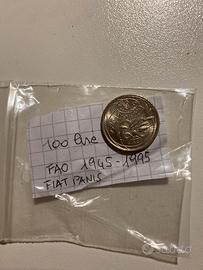 100 lire
FAO 1945-1995
FIAT PANIS